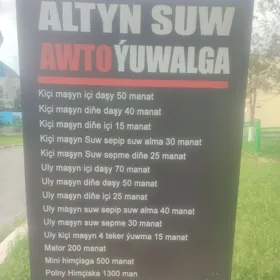 ALTYN SUW
AWTOÝUWALGA
Kiçi maşyn içi daşy 50 manat
Kiçi maşyn diňe daşy 40 manat
Kiçi maşyn diňe içi 15 manat
Kiçi maşyn Suw sepip suw alma 30 manat
Kiçi maşyn Suw sepme diňe 25 manat
Uly maşyn içi daşy 70 manat
Uly maşyn diňe daşy 50 manat
Uly maşyn diňe içi 25 manat
Uly maşyn suw sepip suw alma 40 manat
Uly maşyn suw sepme 30 manat
Uly kiçi maşyn 4 teker ýuwma 15 manat
Mator 200 manat
Mini himçisga 500 manat
Polny Himçiska 1300 man